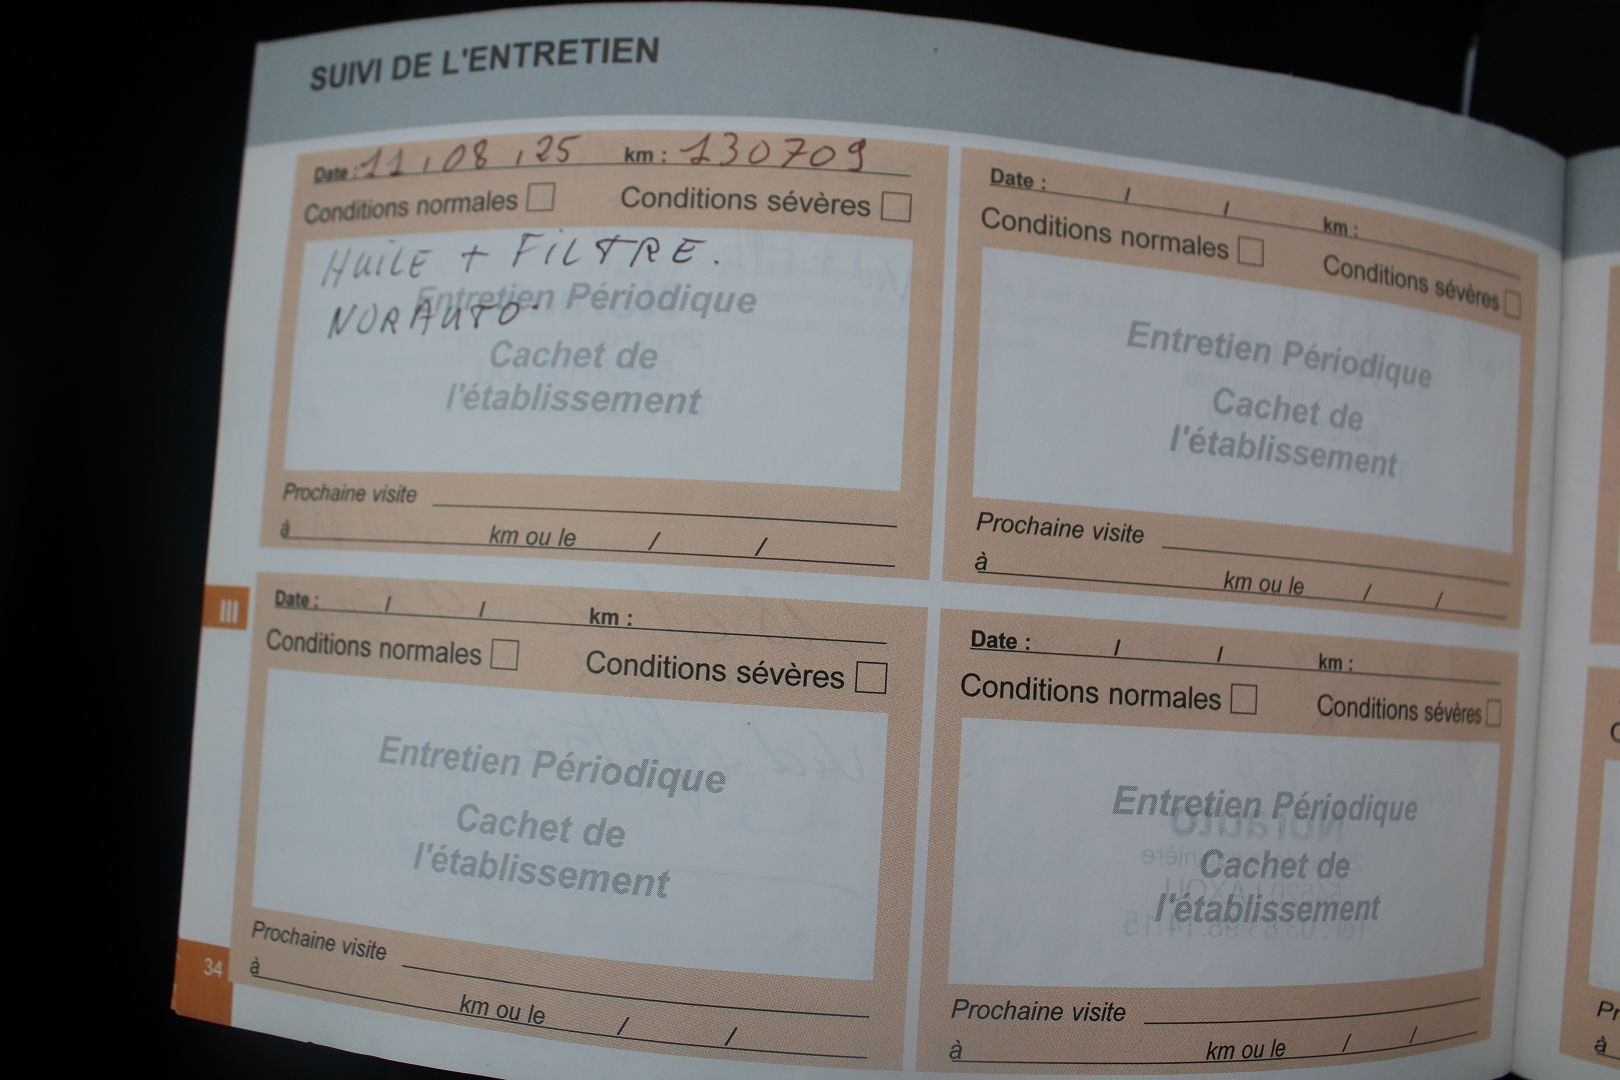 SUIVI DE L'ENTRETIEN
Date : 11 / 08 / 25 km : 130709
Conditions normales Conditions sévères
HUILE + FILTRE.
NORAUTO.
Entretien Périodique
Cachet de
l'établissement
Prochaine visite
à km ou le / /
Date : / / km :
Conditions normales Conditions sévères
Entretien Périodique
Cachet de
l'établissement
Prochaine visite
à km ou le / /
III
Date : / / km :
Conditions normales Conditions sévères
Entretien Périodique
Cachet de
l'établissement
Prochaine visite
à km ou le / /
Date : / / km :
Conditions normales Conditions sévères
Entretien Périodique
Cachet de
l'établissement
Prochaine visite
à km ou le / /
34